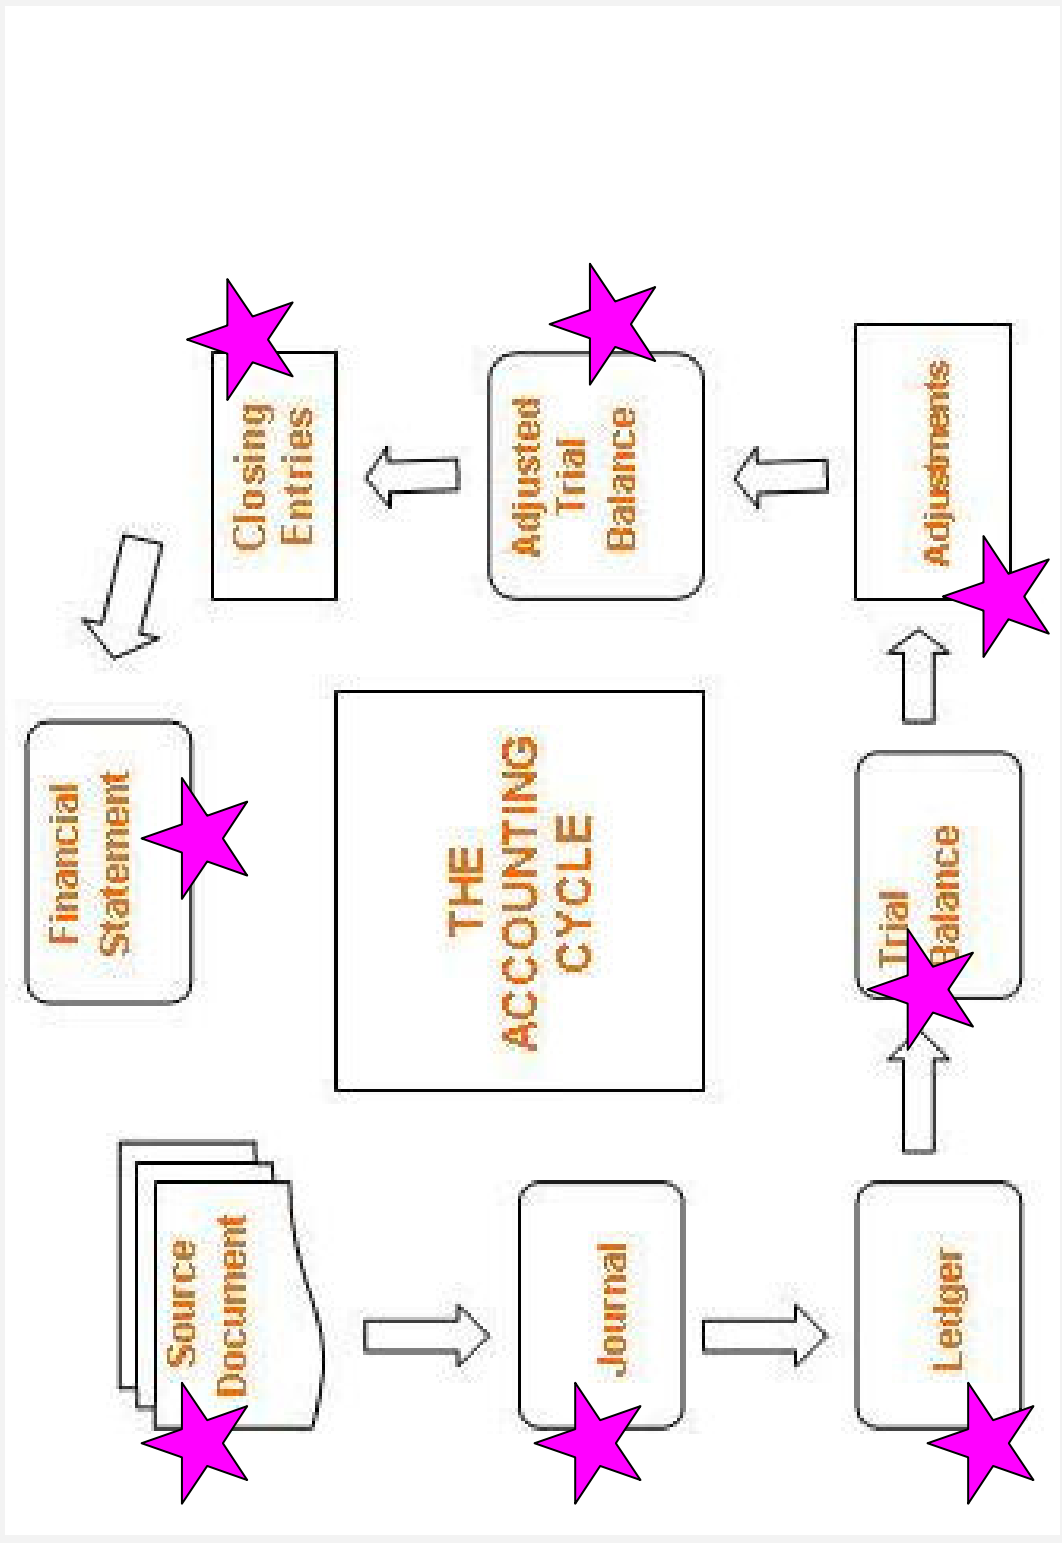 Source
Document
Journal
Ledger
Trial
Balance
Adjustments
Adjusted
Trial
Balance
Closing
Entries
Financial
Statement
THE
ACCOUNTING
CYCLE